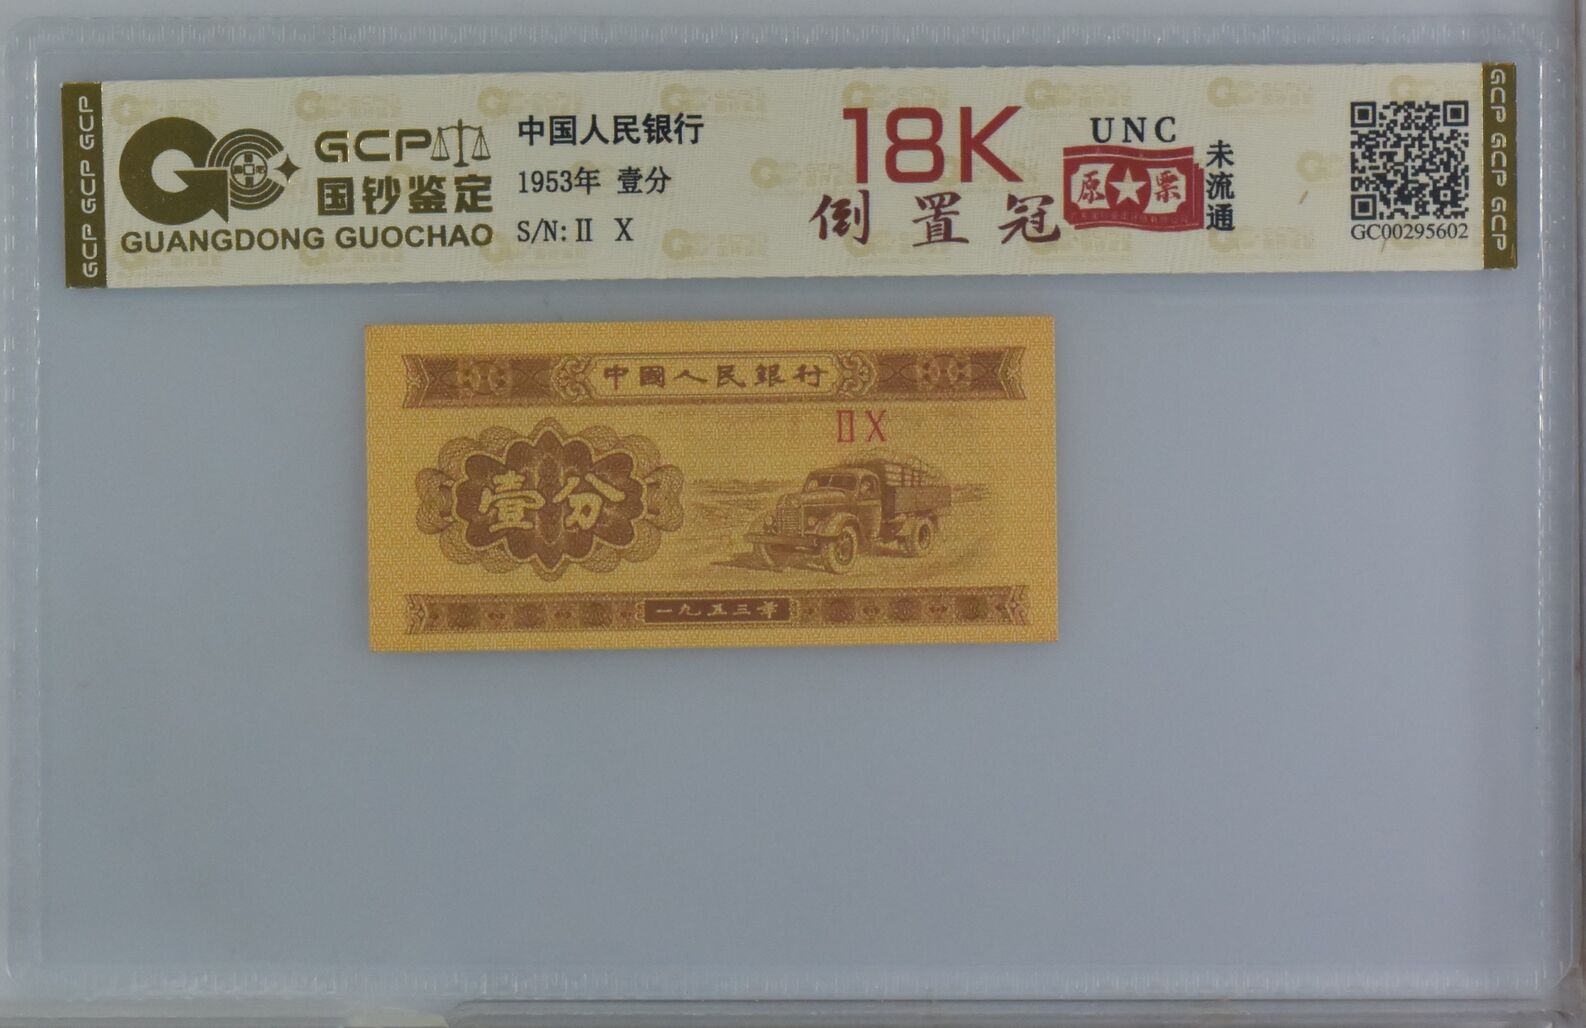 GCP GCP GCP
GCP
国钞鉴定
GUANGDONG GUOCHAO
中国人民银行
1953年 壹分
S/N: II X
18K
倒置冠
UNC
原票
未流通
GC00295602
GCP GCP GCP
中國人民銀行
II X
壹分
一九五三年